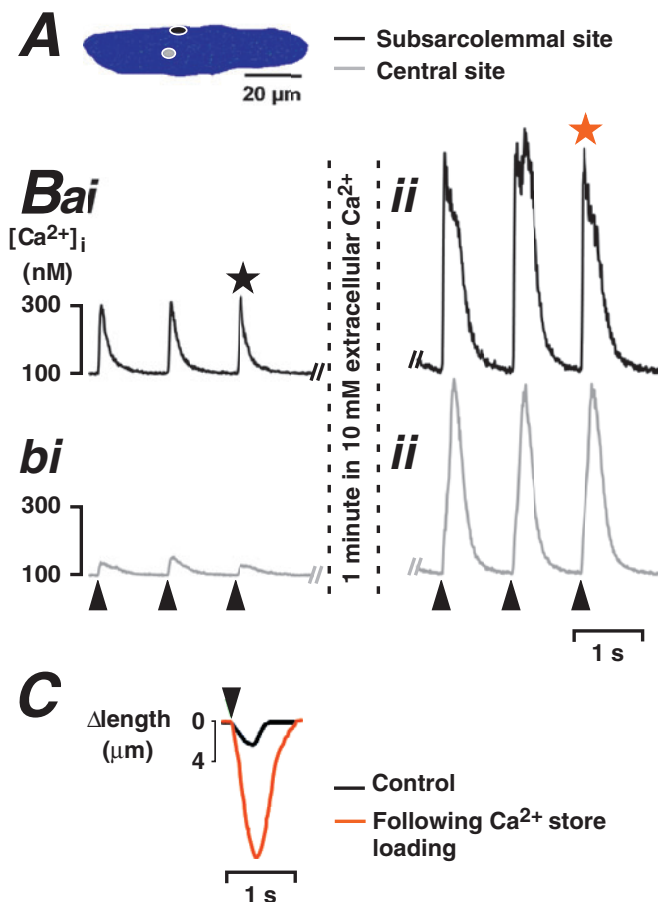 A
20 μm
Subsarcolemmal site
Central site
Bai
[Ca²⁺]i
(nM)
300
100
1 minute in 10 mM extracellular Ca²⁺
ii
bi
300
100
ii
1 s
C
Δlength
(μm)
0
4
1 s
Control
Following Ca²⁺ store
loading